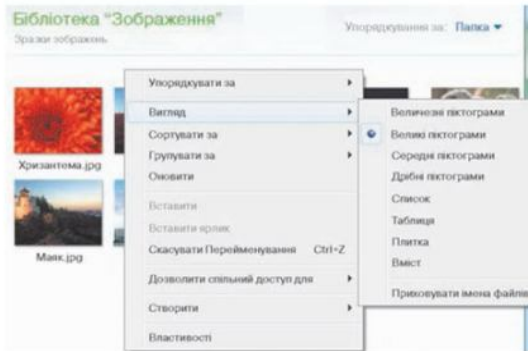 Бібліотека "Зображення"
Зразки зображень
Упорядкування за: Папка
Хризантема.jpg
Маяк.jpg
Упорядкувати за
Вигляд
Сортувати за
Групувати за
Оновити
Вставити
Вставити ярлик
Скасувати Перейменування Ctrl+Z
Дозволити спільний доступ для
Створити
Властивості
Величезні піктограми
Великі піктограми
Середні піктограми
Дрібні піктограми
Список
Таблиця
Плитка
Вміст
Приховувати імена файлів